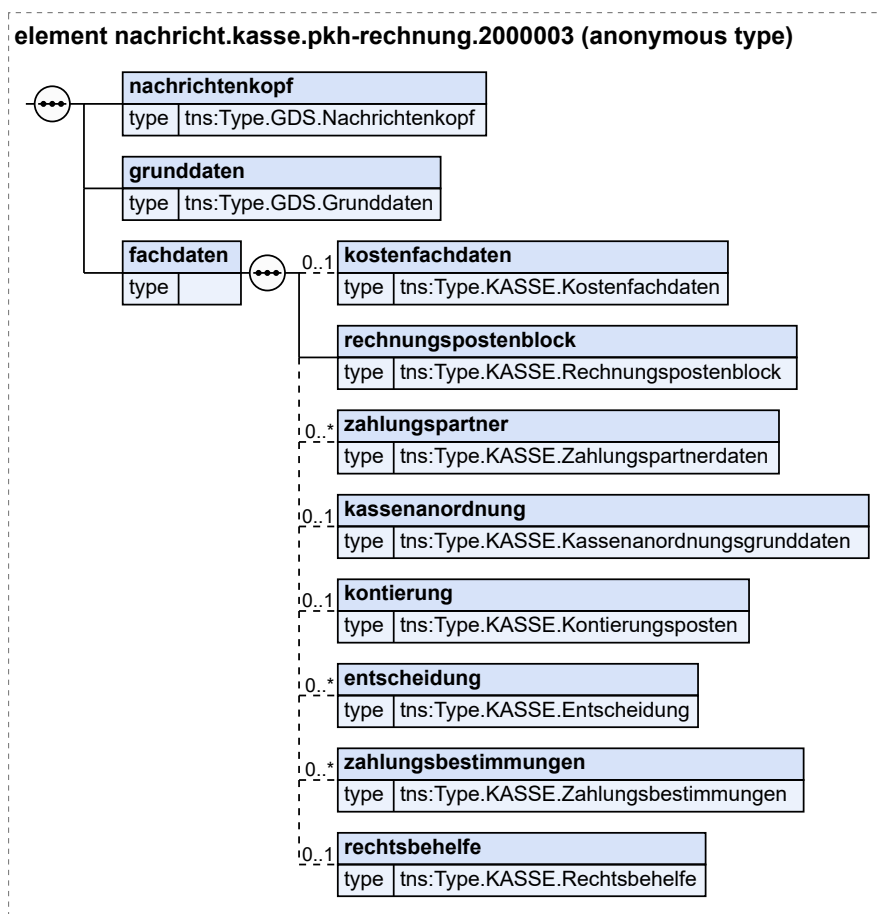 element nachricht.kasse.pkh-rechnung.2000003 (anonymous type)
nachrichtenkopf
type tns:Type.GDS.Nachrichtenkopf
grunddaten
type tns:Type.GDS.Grunddaten
fachdaten
type
0..1 kostenfachdaten
type tns:Type.KASSE.Kostenfachdaten
rechnungspostenblock
type tns:Type.KASSE.Rechnungspostenblock
0..* zahlungspartner
type tns:Type.KASSE.Zahlungspartnerdaten
0..1 kassenanordnung
type tns:Type.KASSE.Kassenanordnungsgrunddaten
0..1 kontierung
type tns:Type.KASSE.Kontierungsposten
0..* entscheidung
type tns:Type.KASSE.Entscheidung
0..* zahlungsbestimmungen
type tns:Type.KASSE.Zahlungsbestimmungen
0..1 rechtsbehelfe
type tns:Type.KASSE.Rechtsbehelfe